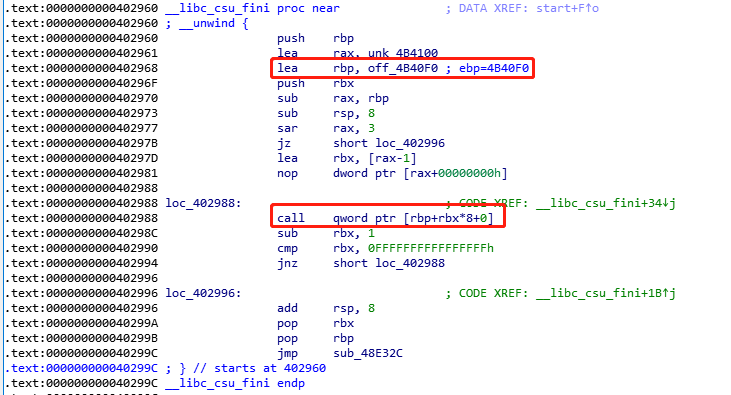 .text:0000000000402960 __libc_csu_fini proc near ; DATA XREF: start+F↑o
.text:0000000000402960 ; __unwind {
.text:0000000000402960 push rbp
.text:0000000000402961 lea rax, unk_4B4100
.text:0000000000402968 lea rbp, off_4B40F0 ; ebp=4B40F0
.text:000000000040296F push rbx
.text:0000000000402970 sub rax, rbp
.text:0000000000402973 sub rsp, 8
.text:0000000000402977 sar rax, 3
.text:000000000040297B jz short loc_402996
.text:000000000040297D lea rbx, [rax-1]
.text:0000000000402981 nop dword ptr [rax+00000000h]
.text:0000000000402988
.text:0000000000402988 loc_402988: ; CODE XREF: __libc_csu_fini+34↓j
.text:0000000000402988 call qword ptr [rbp+rbx*8+0]
.text:000000000040298C sub rbx, 1
.text:0000000000402990 cmp rbx, 0FFFFFFFFFFFFFFFFh
.text:0000000000402994 jnz short loc_402988
.text:0000000000402996
.text:0000000000402996 loc_402996: ; CODE XREF: __libc_csu_fini+1B↑j
.text:0000000000402996 add rsp, 8
.text:000000000040299A pop rbx
.text:000000000040299B pop rbp
.text:000000000040299C jmp sub_48E32C
.text:000000000040299C ; } // starts at 402960
.text:000000000040299C __libc_csu_fini endp